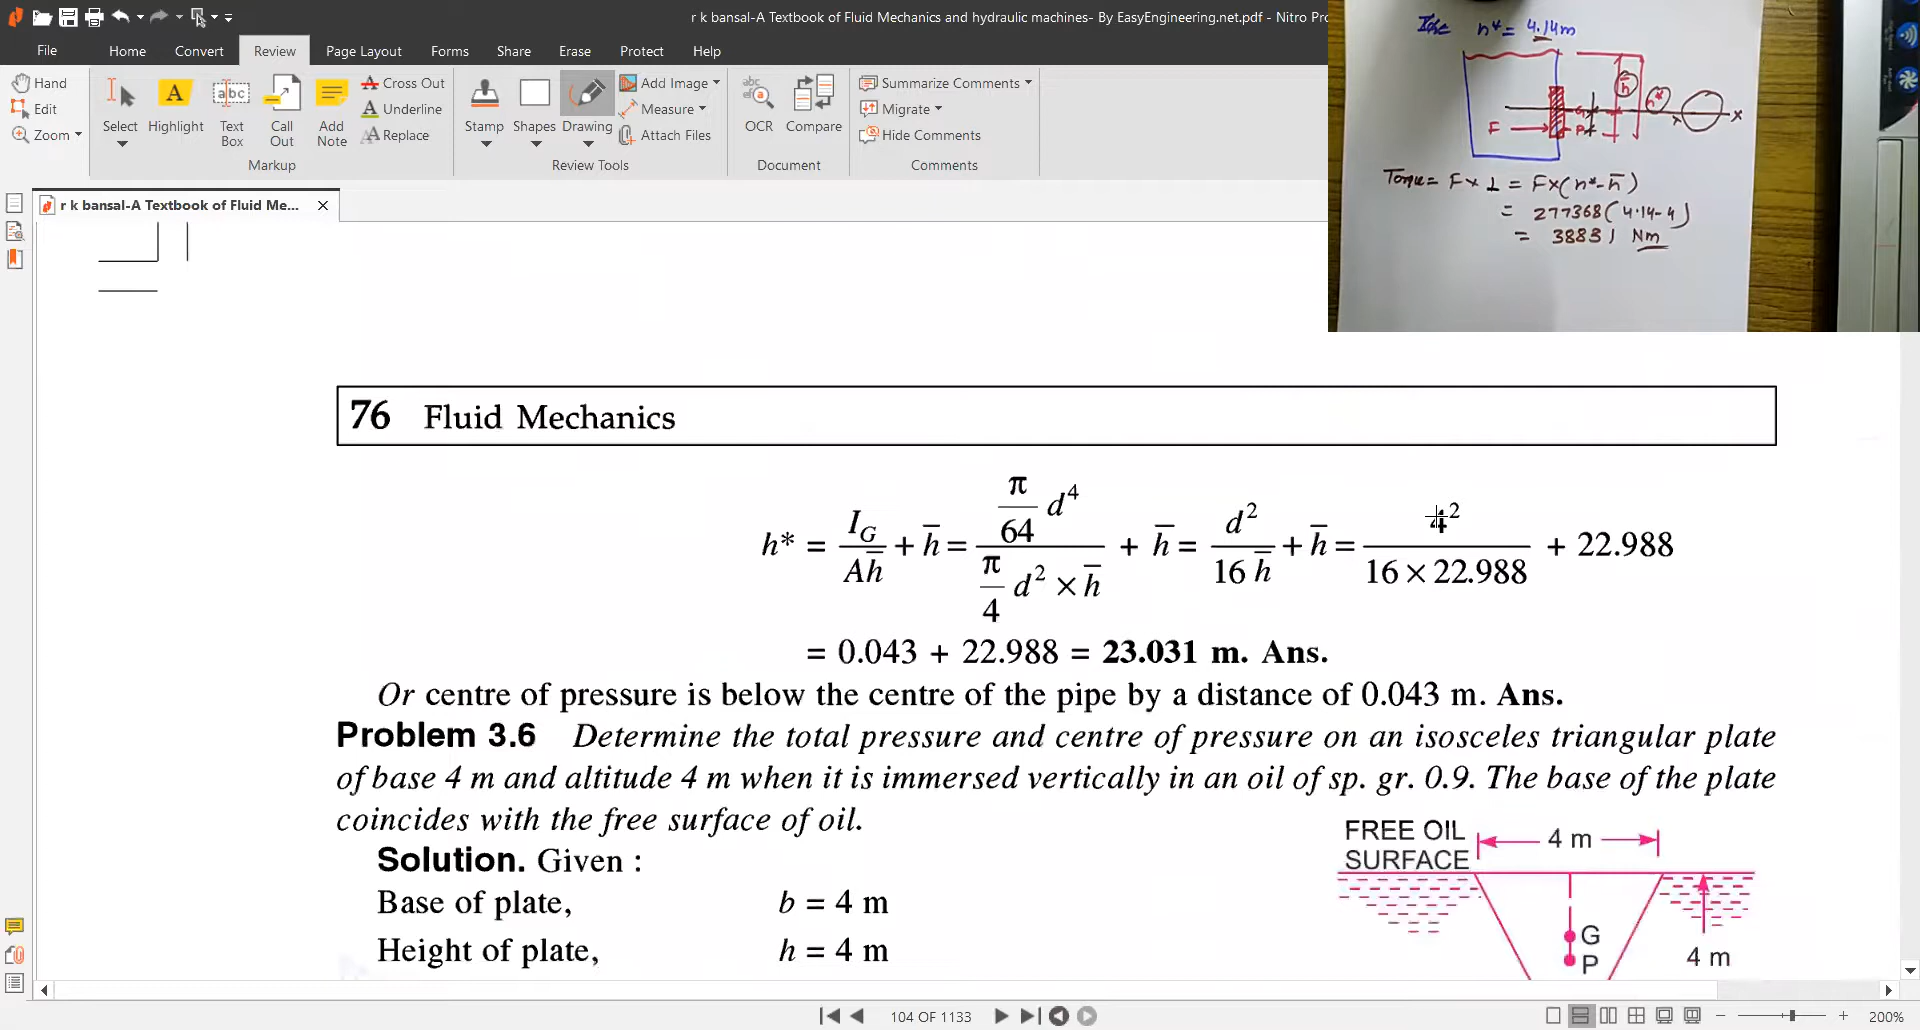 r k bansal-A Textbook of Fluid Mechanics and hydraulic machines- By EasyEngineering.net.pdf - Nitro Pro
File Home Convert Review Page Layout Forms Share Erase Protect Help
Hand
Edit
Zoom
Select Highlight Text Box Call Out Add Note
Cross Out
Underline
Replace
Markup
Stamp Shapes Drawing
Add Image
Measure
Attach Files
Review Tools
OCR Compare
Document
Summarize Comments
Migrate
Hide Comments
Comments
r k bansal-A Textbook of Fluid Me...
h* = 4.14m
h̄
h*
G
F P
x x
Torque = F × ⊥ = F×(h*-h̄)
= 277368(4.14-4)
= 38831 Nm
76 Fluid Mechanics
h* = I_G / Ah̄ + h̄ = (π/64 d⁴) / (π/4 d² × h̄) + h̄ = d² / 16 h̄ + h̄ = 4² / 16 × 22.988 + 22.988
= 0.043 + 22.988 = 23.031 m. Ans.
Or centre of pressure is below the centre of the pipe by a distance of 0.043 m. Ans.
Problem 3.6 Determine the total pressure and centre of pressure on an isosceles triangular plate
of base 4 m and altitude 4 m when it is immersed vertically in an oil of sp. gr. 0.9. The base of the plate
coincides with the free surface of oil.
Solution. Given :
Base of plate, b = 4 m
Height of plate, h = 4 m
FREE OIL
SURFACE
4 m
G
P
4 m
104 OF 1133
200%